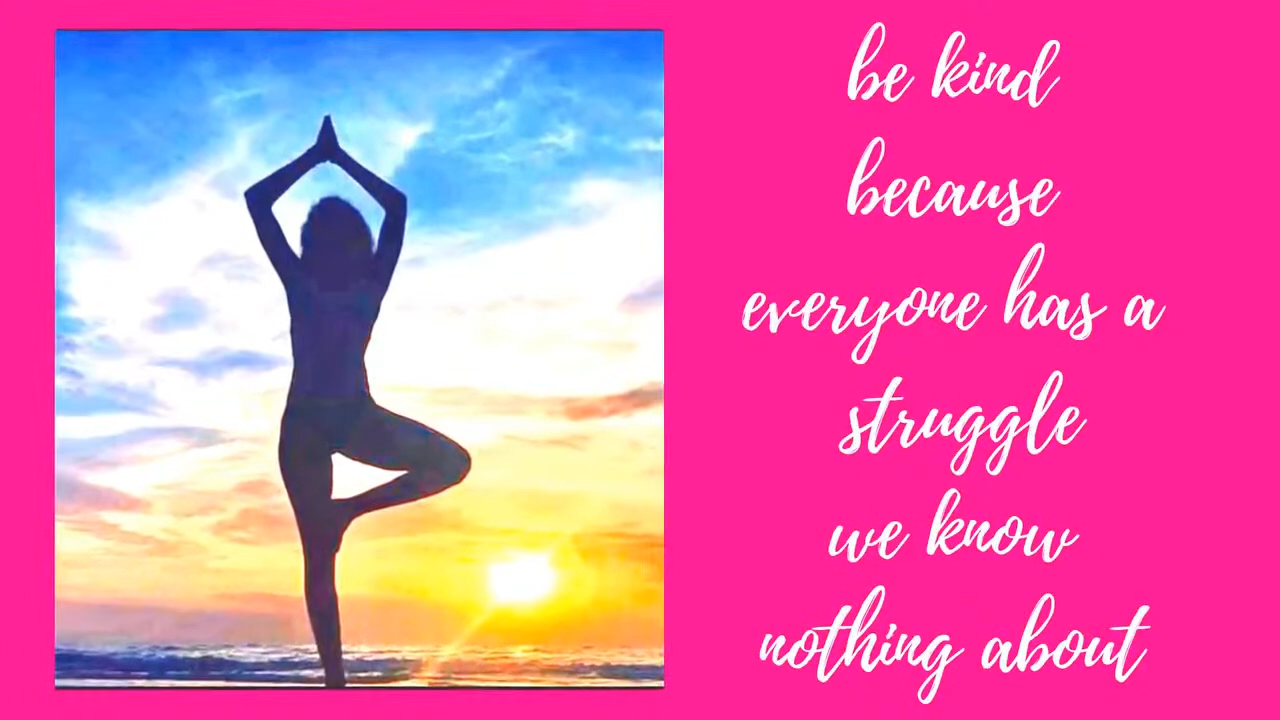 be kind
because
everyone has a
struggle
we know
nothing about